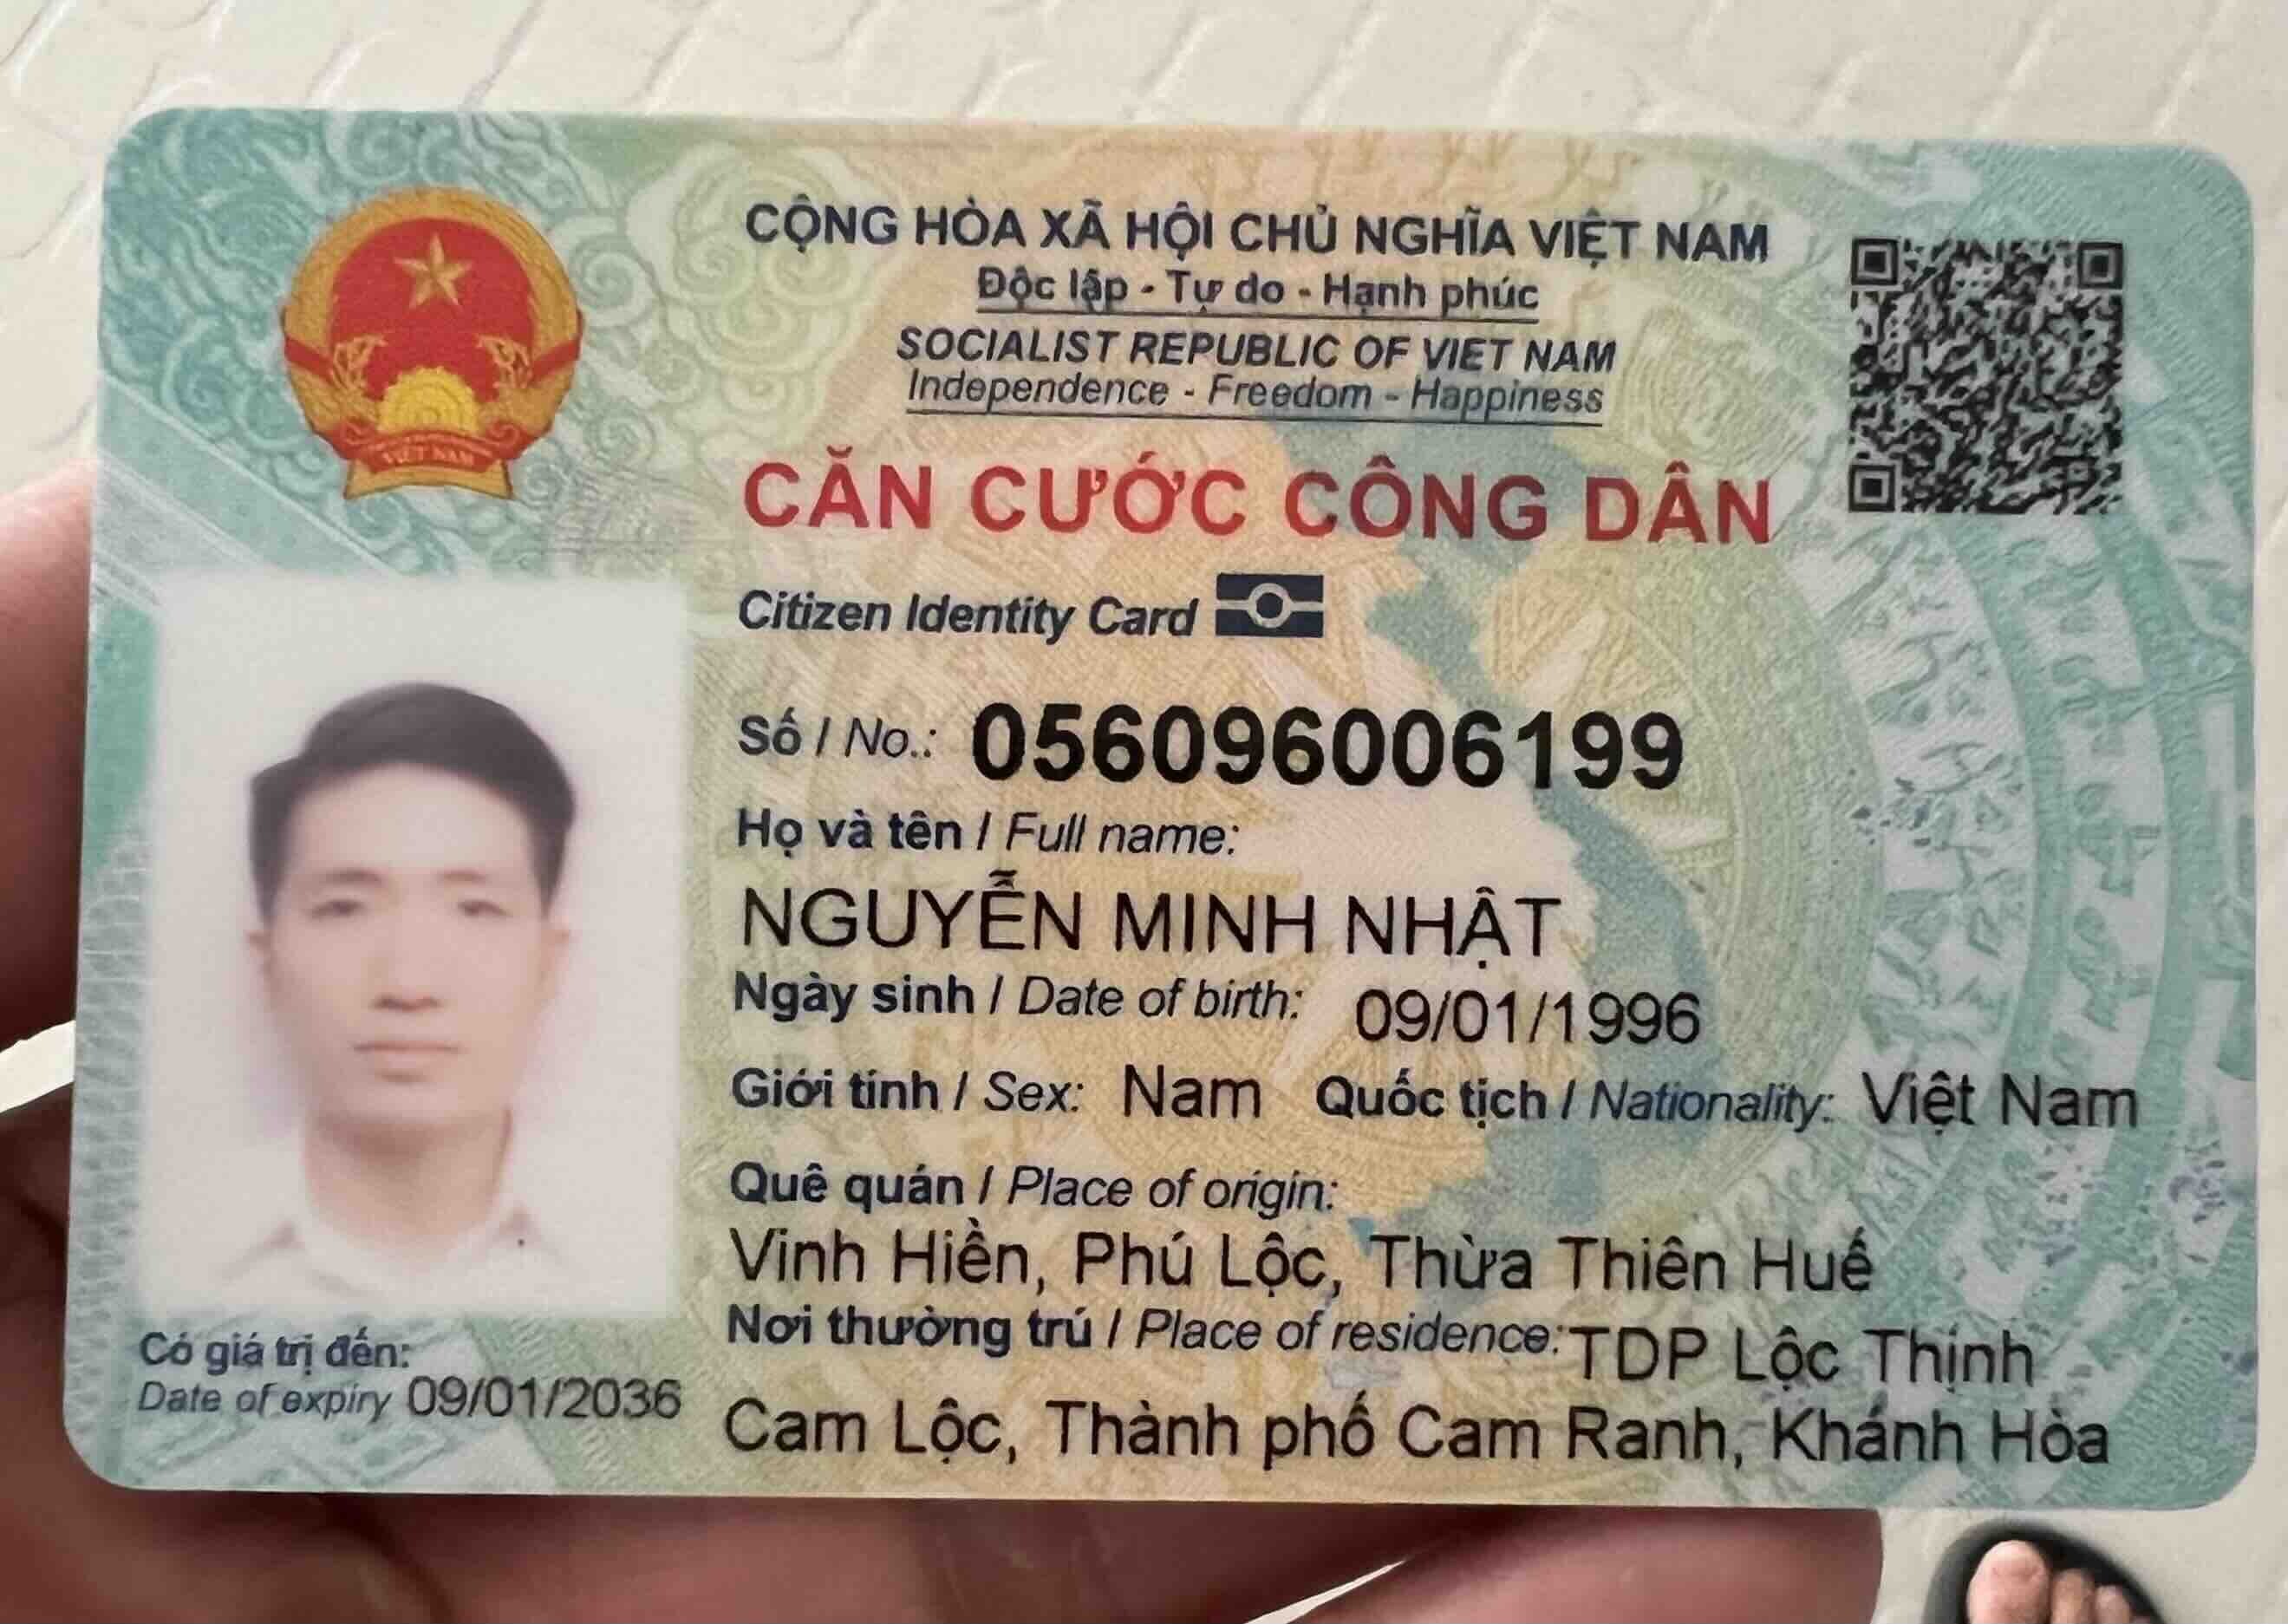 CỘNG HÒA XÃ HỘI CHỦ NGHĨA VIỆT NAM
Độc lập - Tự do - Hạnh phúc
SOCIALIST REPUBLIC OF VIET NAM
Independence - Freedom - Happiness
CĂN CƯỚC CÔNG DÂN
Citizen Identity Card
Số / No.: 056096006199
Họ và tên / Full name:
NGUYỄN MINH NHẬT
Ngày sinh / Date of birth: 09/01/1996
Giới tính / Sex: Nam Quốc tịch / Nationality: Việt Nam
Quê quán / Place of origin:
Vinh Hiền, Phú Lộc, Thừa Thiên Huế
Nơi thường trú / Place of residence: TDP Lộc Thịnh
Cam Lộc, Thành phố Cam Ranh, Khánh Hòa
Có giá trị đến:
Date of expiry 09/01/2036
VIỆT NAM